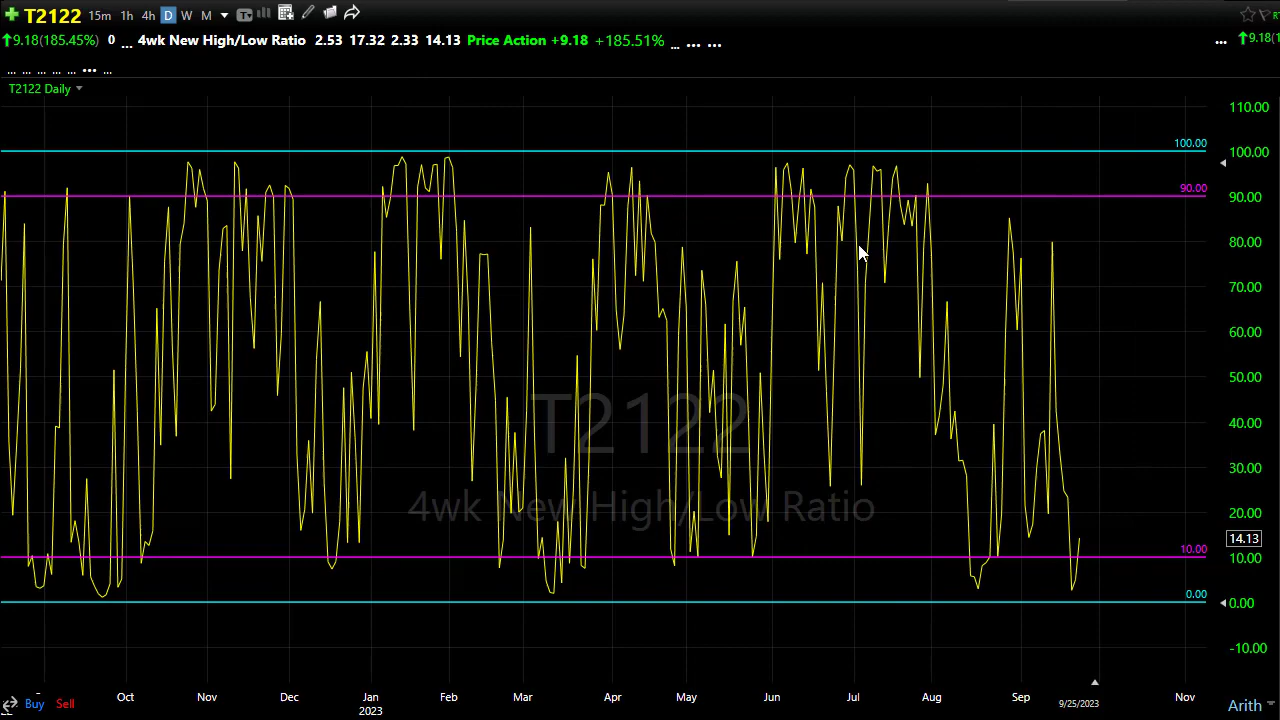 T2122 15m 1h 4h D W M
9.18(185.45%) 0 ... 4wk New High/Low Ratio 2.53 17.32 2.33 14.13 Price Action +9.18 +185.51% ... ... ... ... 9.18(1
... ... ... ... ... ... ...
T2122 Daily
110.00
100.00 100.00
90.00 90.00
80.00
70.00
60.00
50.00
T2122
40.00
30.00
4wk New High/Low Ratio
20.00
14.13
10.00 10.00
0.00 0.00
-10.00
Oct Nov Dec Jan Feb Mar Apr May Jun Jul Aug Sep 9/25/2023 Nov
2023
Buy Sell Arith